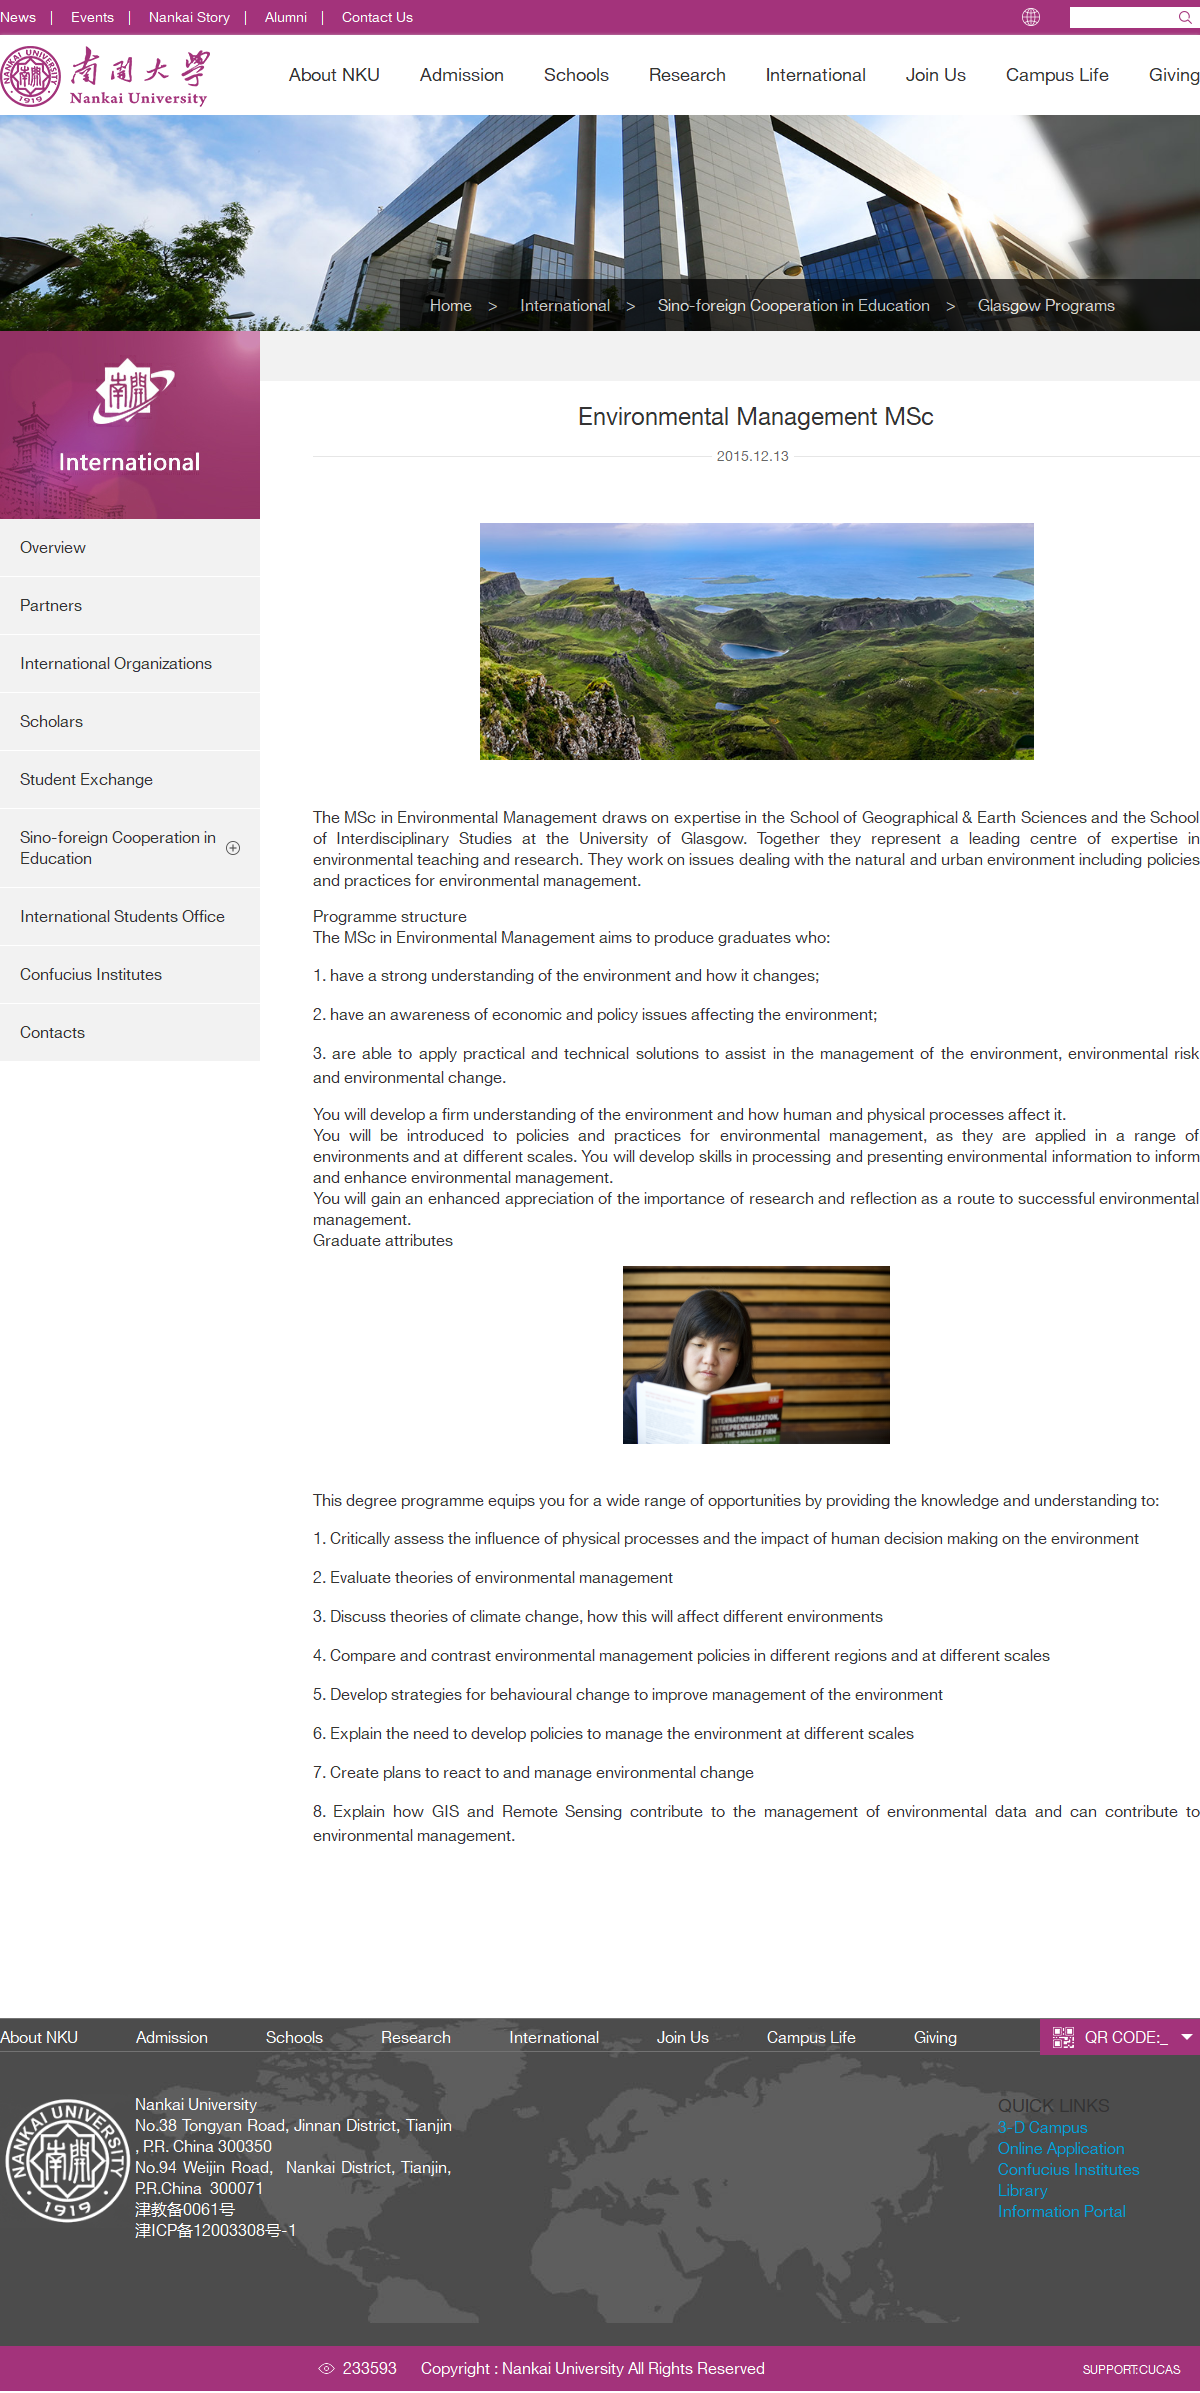 News | Events | Nankai Story | Alumni | Contact Us
NANKAI UNIVERSITY
1919
南開大學
Nankai University
About NKU Admission Schools Research International Join Us Campus Life Giving
Home > International > Sino-foreign Cooperation in Education > Glasgow Programs
南開
International
Overview
Partners
International Organizations
Scholars
Student Exchange
Sino-foreign Cooperation in
Education
International Students Office
Confucius Institutes
Contacts
Environmental Management MSc
2015.12.13
The MSc in Environmental Management draws on expertise in the School of Geographical & Earth Sciences and the School
of Interdisciplinary Studies at the University of Glasgow. Together they represent a leading centre of expertise in
environmental teaching and research. They work on issues dealing with the natural and urban environment including policies
and practices for environmental management.
Programme structure
The MSc in Environmental Management aims to produce graduates who:
1. have a strong understanding of the environment and how it changes;
2. have an awareness of economic and policy issues affecting the environment;
3. are able to apply practical and technical solutions to assist in the management of the environment, environmental risk
and environmental change.
You will develop a firm understanding of the environment and how human and physical processes affect it.
You will be introduced to policies and practices for environmental management, as they are applied in a range of
environments and at different scales. You will develop skills in processing and presenting environmental information to inform
and enhance environmental management.
You will gain an enhanced appreciation of the importance of research and reflection as a route to successful environmental
management.
Graduate attributes
INTERNATIONALIZATION,
ENTREPRENEURSHIP
AND THE SMALLER FIRM
This degree programme equips you for a wide range of opportunities by providing the knowledge and understanding to:
1. Critically assess the influence of physical processes and the impact of human decision making on the environment
2. Evaluate theories of environmental management
3. Discuss theories of climate change, how this will affect different environments
4. Compare and contrast environmental management policies in different regions and at different scales
5. Develop strategies for behavioural change to improve management of the environment
6. Explain the need to develop policies to manage the environment at different scales
7. Create plans to react to and manage environmental change
8. Explain how GIS and Remote Sensing contribute to the management of environmental data and can contribute to
environmental management.
About NKU Admission Schools Research International Join Us Campus Life Giving QR CODE:_
NANKAI UNIVERSITY
南開
1919
Nankai University
No.38 Tongyan Road, Jinnan District, Tianjin
, P.R. China 300350
No.94 Weijin Road, Nankai District, Tianjin,
P.R.China 300071
津教备0061号
津ICP备12003308号-1
QUICK LINKS
3-D Campus
Online Application
Confucius Institutes
Library
Information Portal
233593 Copyright : Nankai University All Rights Reserved
SUPPORT:CUCAS